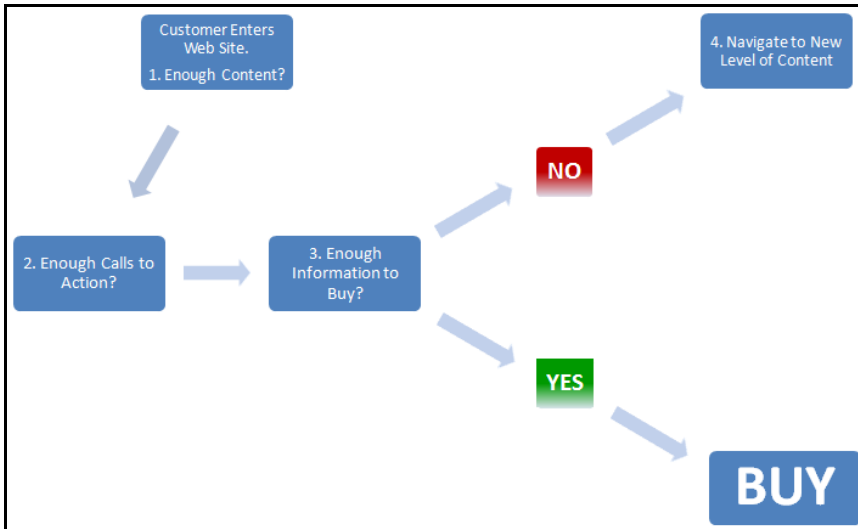 Customer Enters
Web Site.
1. Enough Content?
2. Enough Calls to
Action?
3. Enough
Information to
Buy?
NO
4. Navigate to New
Level of Content
YES
BUY